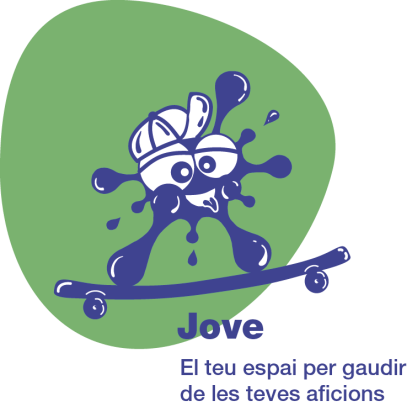 Jove
El teu espai per gaudir
de les teves aficions